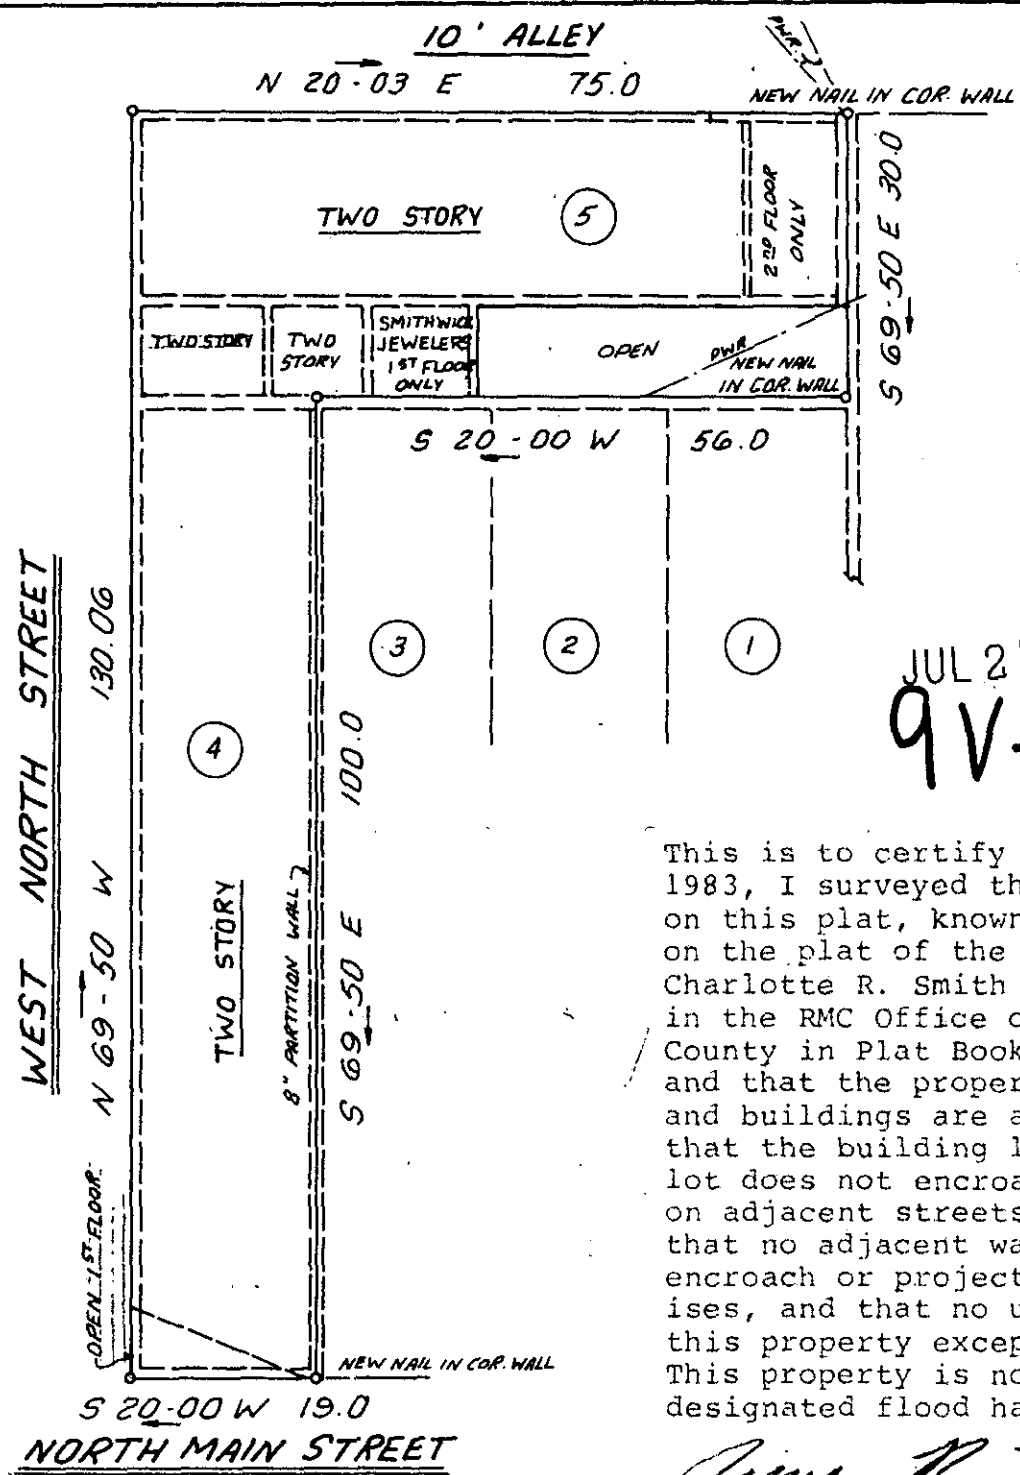 10' ALLEY
N 20-03 E 75.0
PWR.
NEW NAIL IN COR. WALL
S 69-50 E 30.0
TWO STORY
5
2ND FLOOR
ONLY
TWO STORY
TWO
STORY
SMITHWICK
JEWELERS
1ST FLOOR
ONLY
OPEN
PWR
NEW NAIL
IN COR. WALL
S 20-00 W 56.0
WEST NORTH STREET
N 69-50 W 130.06
3
2
1
4
TWO STORY
8" PARTITION WALL
S 69-50 E 100.0
JUL 2
9 V
This is to certify
1983, I surveyed th
on this plat, known
on the plat of the
Charlotte R. Smith
in the RMC Office o
County in Plat Book
and that the proper
and buildings are a
that the building l
lot does not encroa
on adjacent streets
that no adjacent wa
encroach or project
ises, and that no u
this property excep
This property is no
designated flood ha
OPEN-1ST FLOOR
NEW NAIL IN COR. WALL
S 20-00 W 19.0
NORTH MAIN STREET